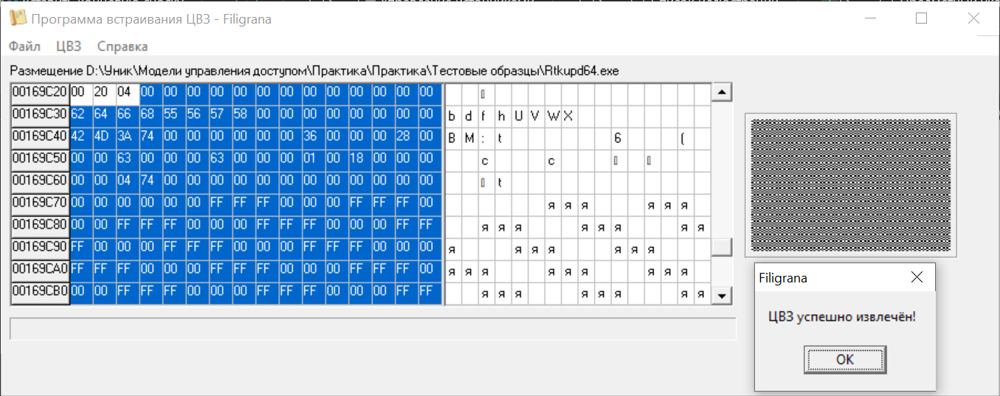 Программа встраивания ЦВЗ - Filigrana
Файл ЦВЗ Справка
Размещение D:\Уник\Модели управления доступом\Практика\Практика\Тестовые образцы\Rtkupd64.exe
00169C20 00 20 04 00 00 00 00 00 00 00 00 00 00 00 00 00
00169C30 62 64 66 68 55 56 57 58 00 00 00 00 00 00 00 00 b d f h U V W X
00169C40 42 4D 3A 74 00 00 00 00 00 00 36 00 00 00 28 00 B M : t 6 (
00169C50 00 00 63 00 00 00 63 00 00 00 01 00 18 00 00 00 c c
00169C60 00 00 04 74 00 00 00 00 00 00 00 00 00 00 00 00 t
00169C70 00 00 00 00 00 00 FF FF FF 00 00 00 FF FF FF 00 я я я я я я
00169C80 00 00 FF FF FF 00 00 00 FF FF FF 00 00 00 FF FF я я я я я я я я
00169C90 FF 00 00 00 FF FF FF 00 00 00 FF FF FF 00 00 00 я я я я я я я
00169CA0 FF FF FF 00 00 00 FF FF FF 00 00 00 FF FF FF 00 я я я я я я я я я
00169CB0 00 00 FF FF FF 00 00 00 FF FF FF 00 00 00 FF FF я я я я я я я я
Filigrana
ЦВЗ успешно извлечён!
OK